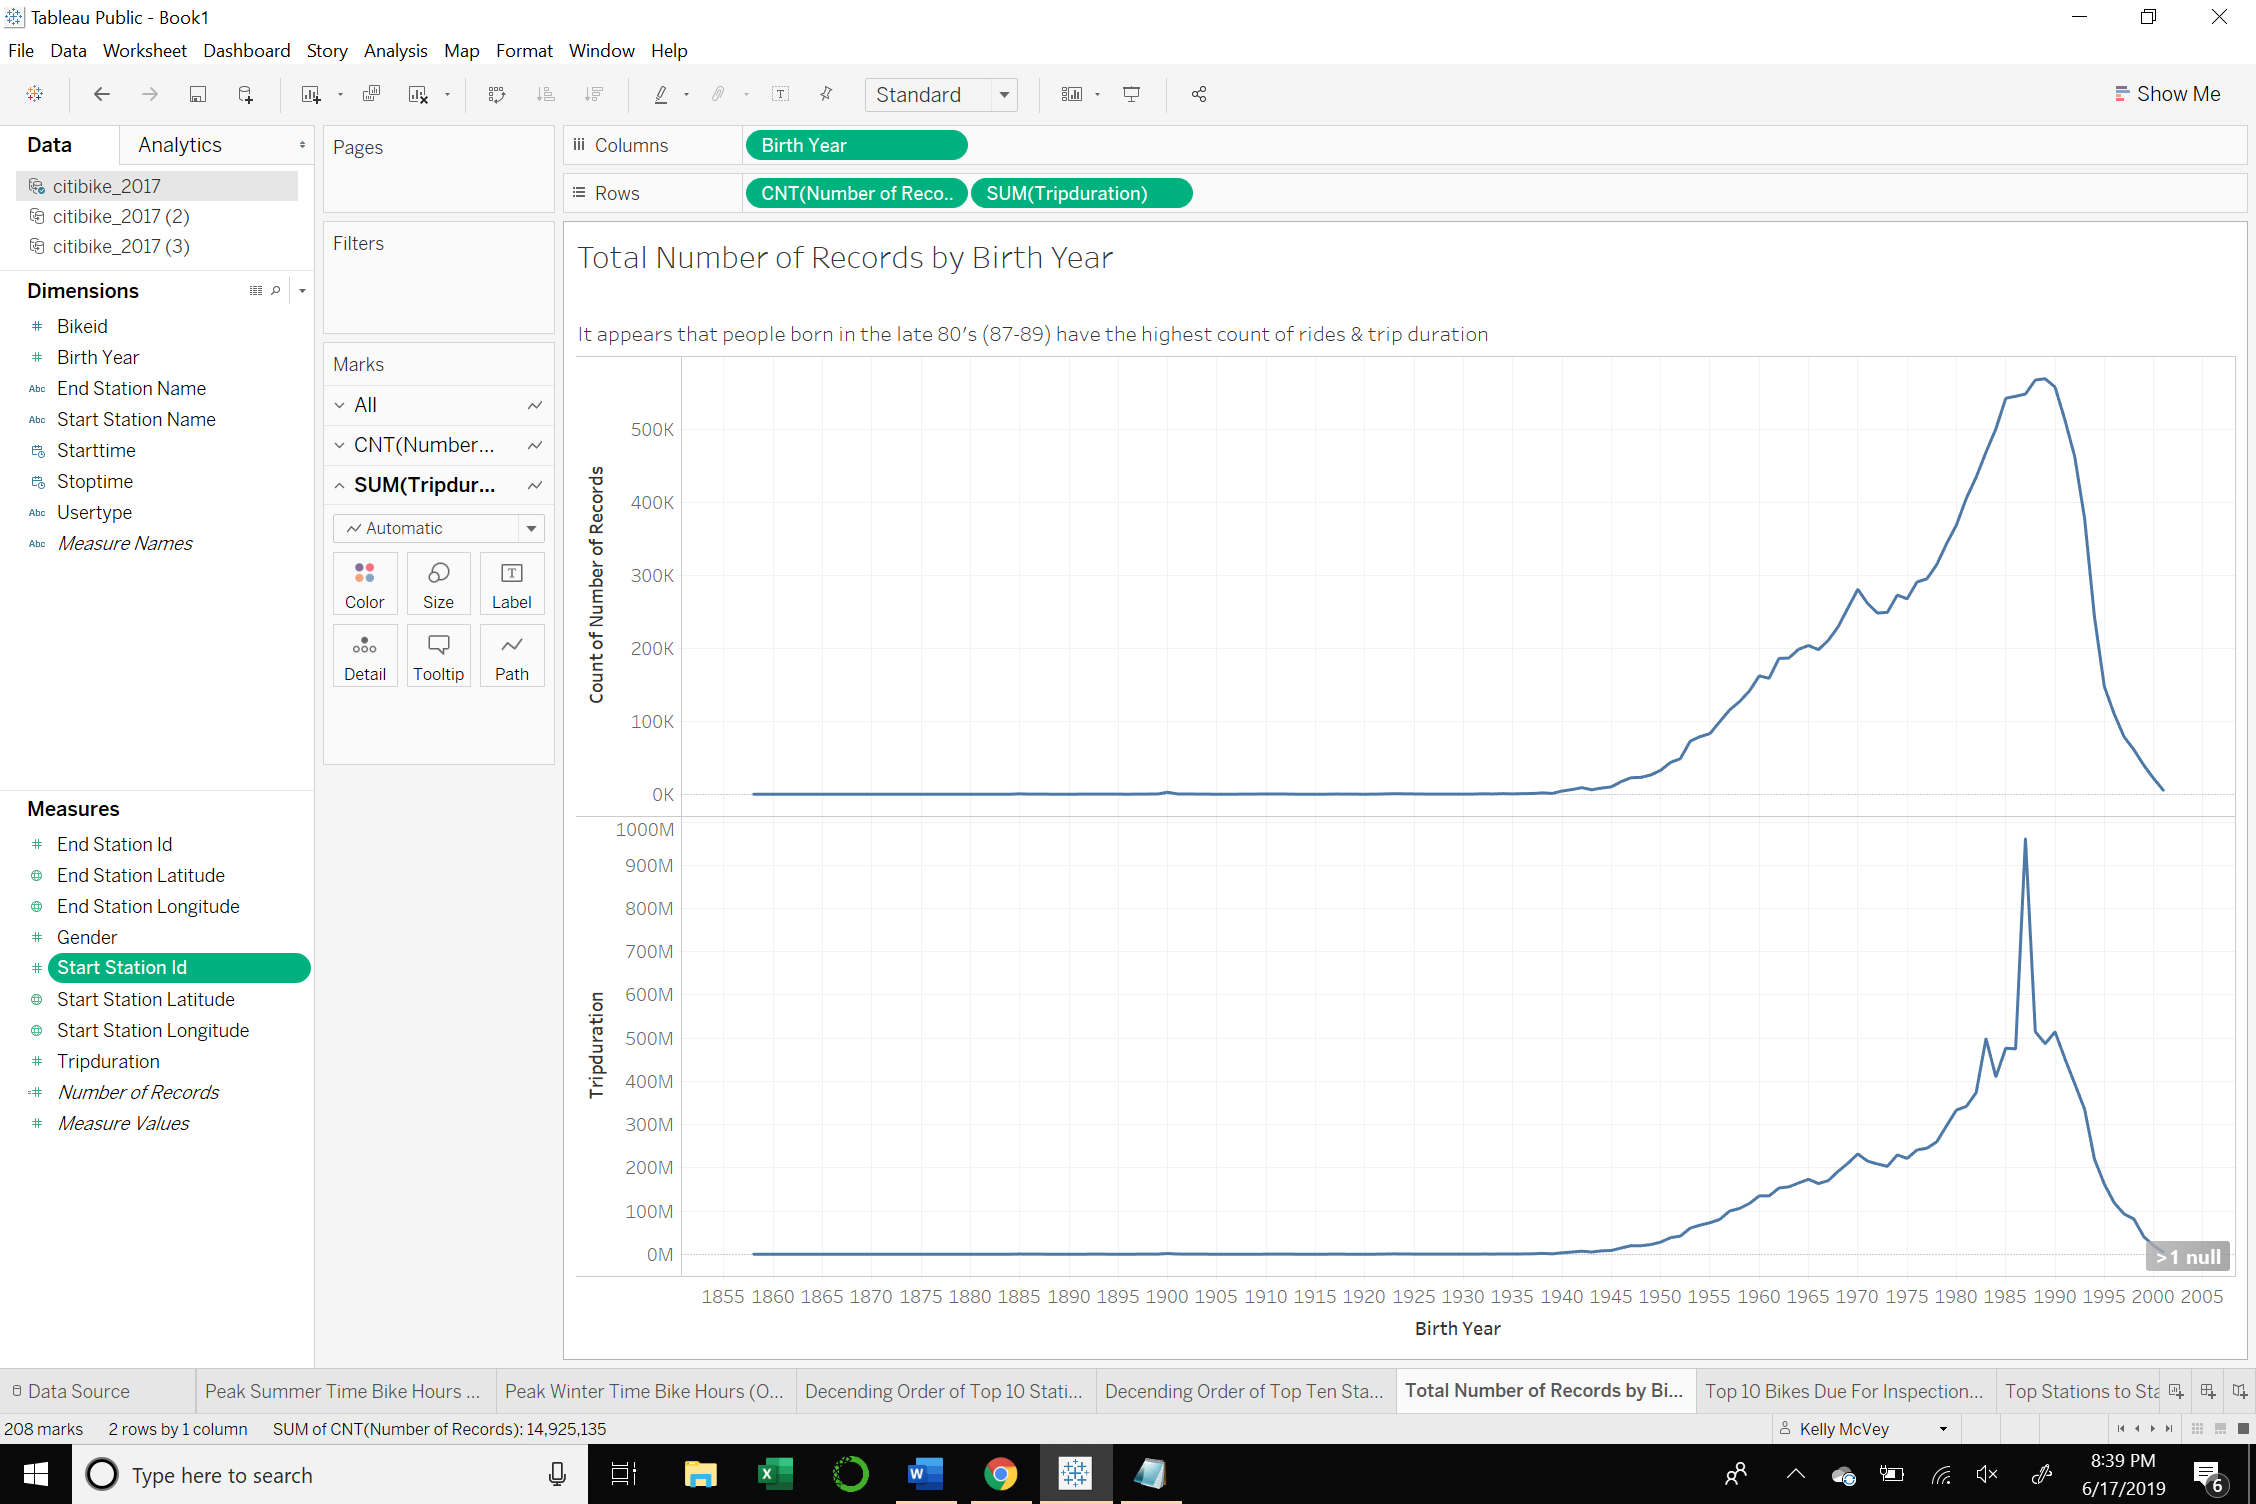 Tableau Public - Book1
File Data Worksheet Dashboard Story Analysis Map Format Window Help
Standard
Show Me
Data Analytics
citibike_2017
citibike_2017 (2)
citibike_2017 (3)
Dimensions
# Bikeid
# Birth Year
Abc End Station Name
Abc Start Station Name
Starttime
Stoptime
Abc Usertype
Abc Measure Names
Measures
# End Station Id
End Station Latitude
End Station Longitude
# Gender
# Start Station Id
Start Station Latitude
Start Station Longitude
# Tripduration
=# Number of Records
# Measure Values
Pages
Filters
Marks
All
CNT(Number...
SUM(Tripdur...
Automatic
Color Size Label
Detail Tooltip Path
Columns Birth Year
Rows CNT(Number of Reco.. SUM(Tripduration)
Total Number of Records by Birth Year
It appears that people born in the late 80's (87-89) have the highest count of rides & trip duration
Count of Number of Records
500K
400K
300K
200K
100K
0K
Tripduration
1000M
900M
800M
700M
600M
500M
400M
300M
200M
100M
0M
>1 null
1855 1860 1865 1870 1875 1880 1885 1890 1895 1900 1905 1910 1915 1920 1925 1930 1935 1940 1945 1950 1955 1960 1965 1970 1975 1980 1985 1990 1995 2000 2005
Birth Year
Data Source Peak Summer Time Bike Hours ... Peak Winter Time Bike Hours (O... Decending Order of Top 10 Stati... Decending Order of Top Ten Sta... Total Number of Records by Bi... Top 10 Bikes Due For Inspection... Top Stations to Sta
208 marks 2 rows by 1 column SUM of CNT(Number of Records): 14,925,135 Kelly McVey
Type here to search
8:39 PM
6/17/2019
6